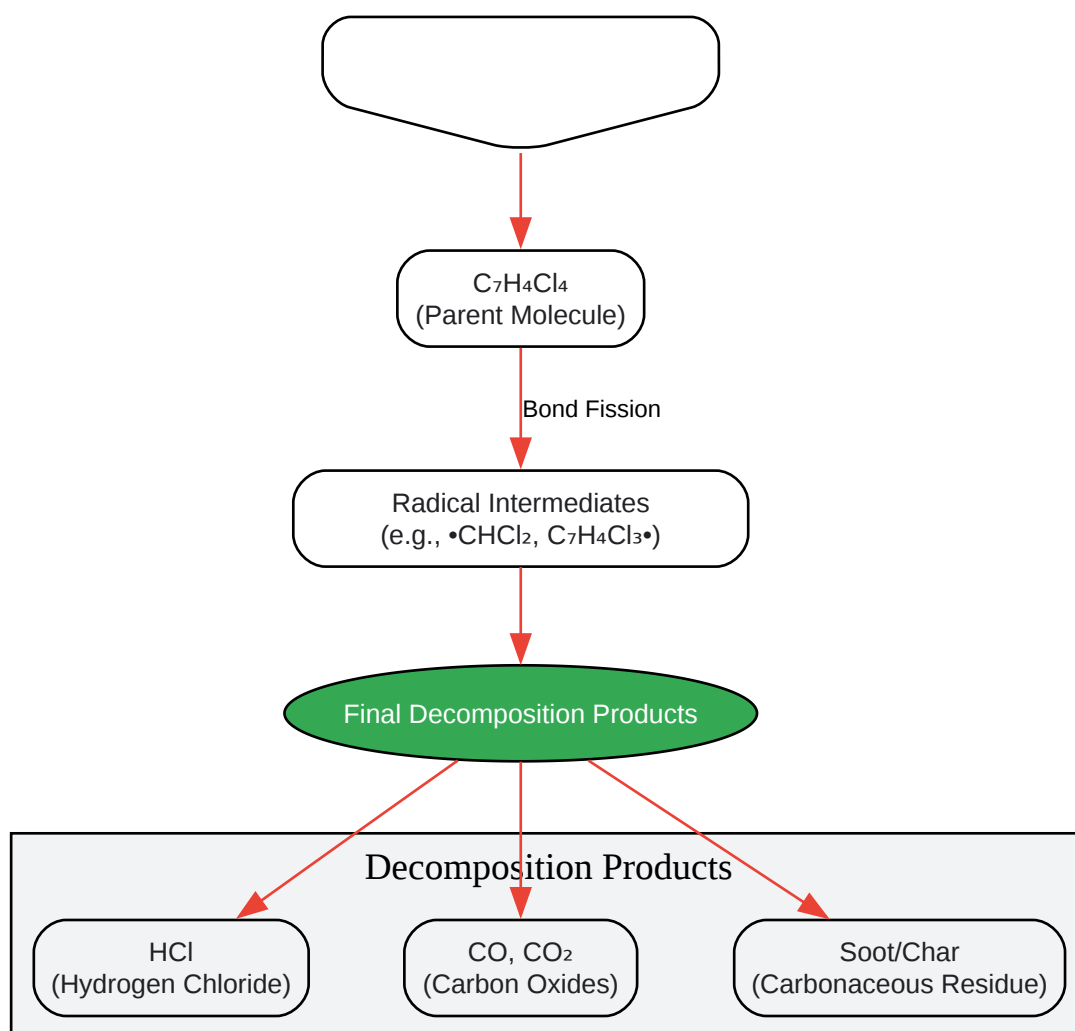 C₇H₄Cl₄
(Parent Molecule)
Bond Fission
Radical Intermediates
(e.g., •CHCl₂, C₇H₄Cl₃•)
Final Decomposition Products
Decomposition Products
HCl
(Hydrogen Chloride)
CO, CO₂
(Carbon Oxides)
Soot/Char
(Carbonaceous Residue)